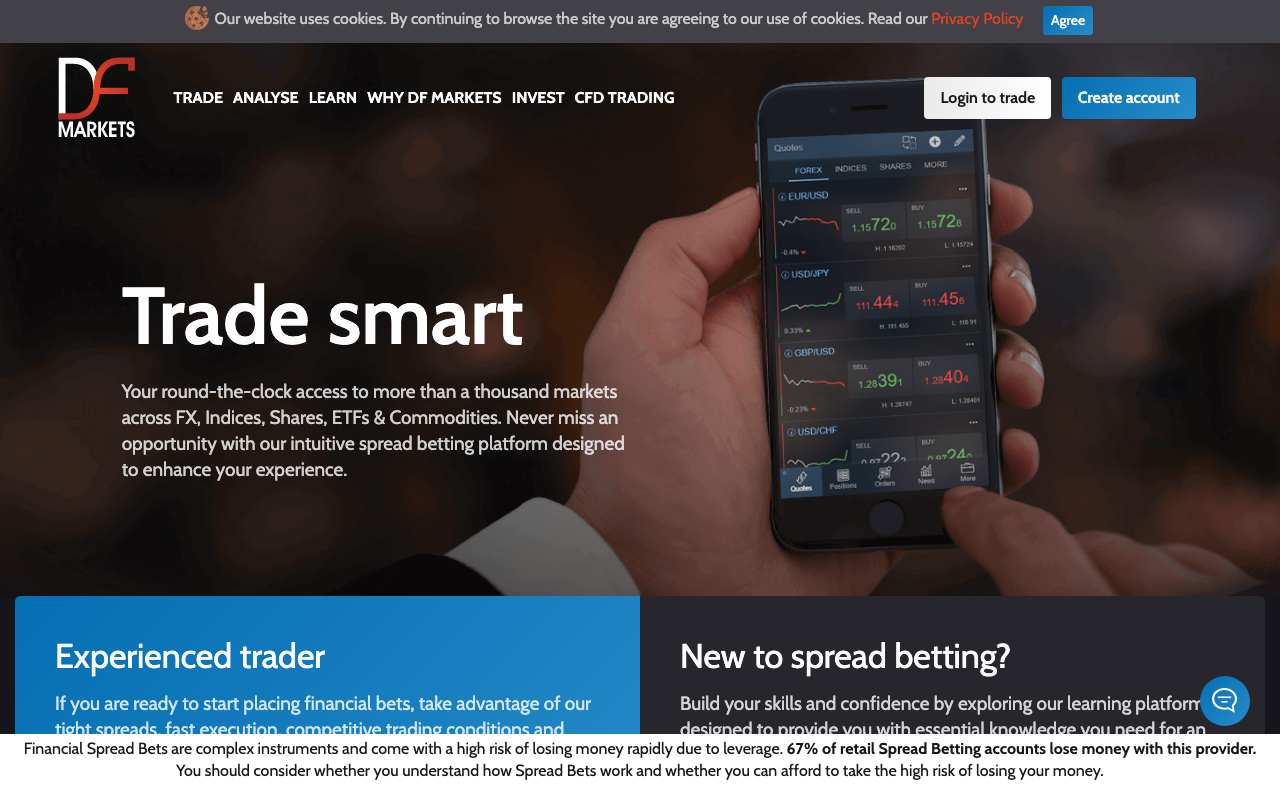 Our website uses cookies. By continuing to browse the site you are agreeing to our use of cookies. Read our Privacy Policy Agree
DF
MARKETS
TRADE ANALYSE LEARN WHY DF MARKETS INVEST CFD TRADING
Login to trade
Create account
Quotes
FOREX INDICES SHARES MORE
EUR/USD
SELL BUY
1.15720 1.15728
-0.4% H: 1.16202 L: 1.15724
USD/JPY
SELL BUY
111.444 111.456
0.33% H: 111.455 L: 110.91
GBP/USD
SELL BUY
1.28391 1.28404
-0.23% H: 1.28747 L: 1.28401
USD/CHF
SELL BUY
Quotes Positions Orders News More
Trade smart
Your round-the-clock access to more than a thousand markets
across FX, Indices, Shares, ETFs & Commodities. Never miss an
opportunity with our intuitive spread betting platform designed
to enhance your experience.
Experienced trader
If you are ready to start placing financial bets, take advantage of our
tight spreads, fast execution, competitive trading conditions and
New to spread betting?
Build your skills and confidence by exploring our learning platform
designed to provide you with essential knowledge you need for an
Financial Spread Bets are complex instruments and come with a high risk of losing money rapidly due to leverage. 67% of retail Spread Betting accounts lose money with this provider.
You should consider whether you understand how Spread Bets work and whether you can afford to take the high risk of losing your money.